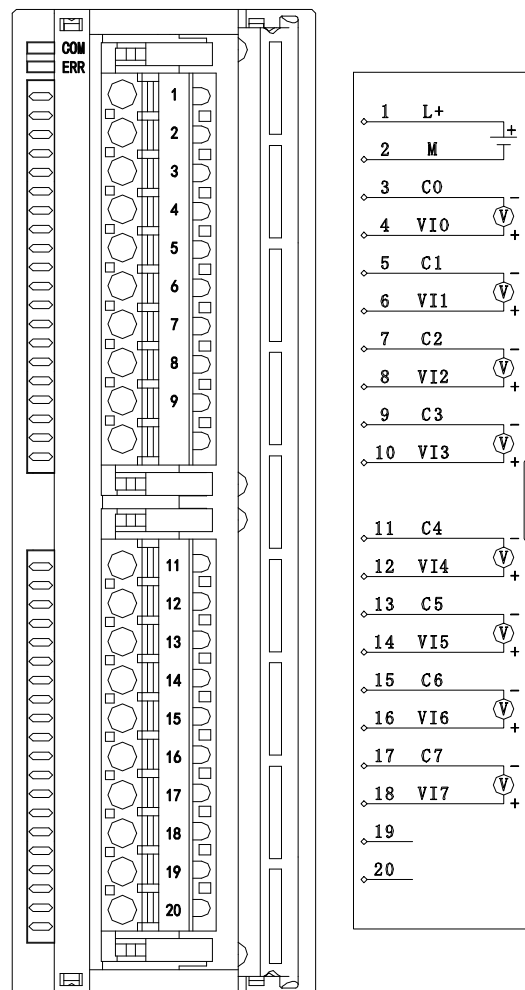 COM
ERR
1
2
3
4
5
6
7
8
9
11
12
13
14
15
16
17
18
19
20
1 L+
+
2 M
3 C0 -
V
4 VI0 +
5 C1 -
V
6 VI1 +
7 C2 -
V
8 VI2 +
9 C3 -
V
10 VI3 +
11 C4 -
V
12 VI4 +
13 C5 -
V
14 VI5 +
15 C6 -
V
16 VI6 +
17 C7 -
V
18 VI7 +
19
20